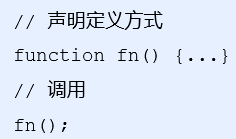 // 声明定义方式
function fn() {...}
// 调用
fn();